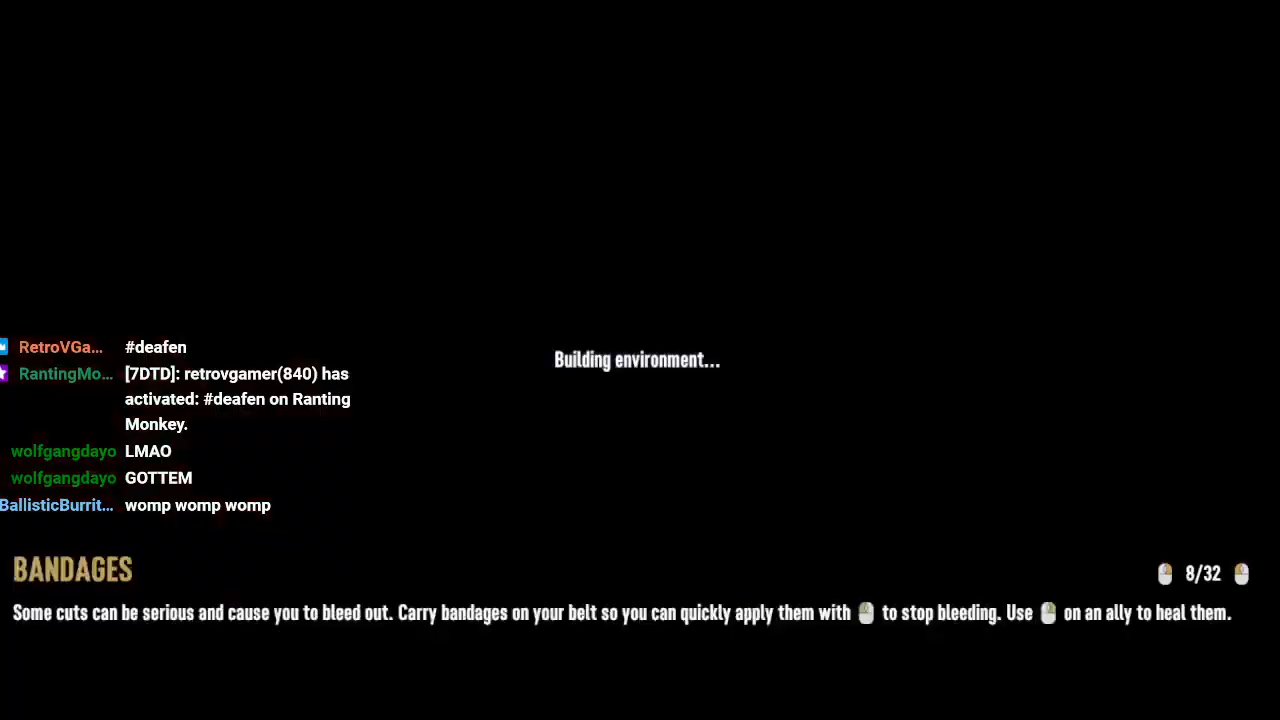 RetroVGa... #deafen
Building environment...
RantingMo... [7DTD]: retrovgamer(840) has
activated: #deafen on Ranting
Monkey.
wolfgangdayo LMAO
wolfgangdayo GOTTEM
BallisticBurrit... womp womp womp
BANDAGES
8/32
Some cuts can be serious and cause you to bleed out. Carry bandages on your belt so you can quickly apply them with to stop bleeding. Use on an ally to heal them.